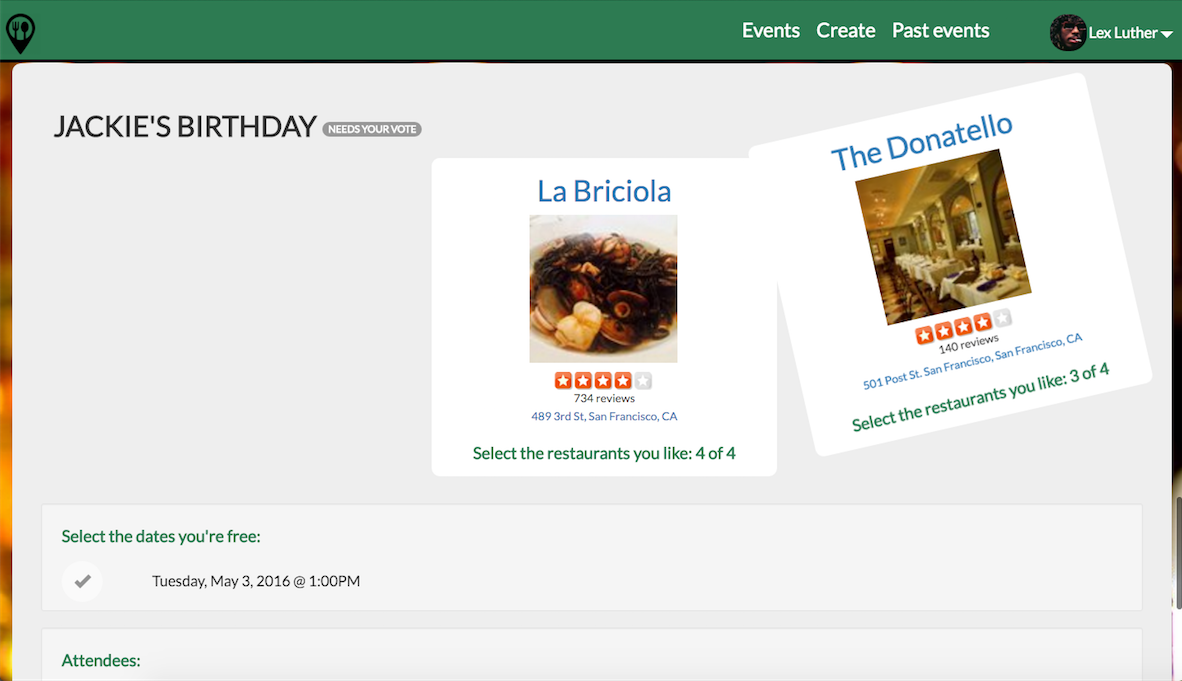 Events Create Past events Lex Luther
JACKIE'S BIRTHDAY NEEDS YOUR VOTE
La Briciola
734 reviews
489 3rd St, San Francisco, CA
Select the restaurants you like: 4 of 4
The Donatello
140 reviews
501 Post St. San Francisco, San Francisco, CA
Select the restaurants you like: 3 of 4
Select the dates you're free:
Tuesday, May 3, 2016 @ 1:00PM
Attendees: